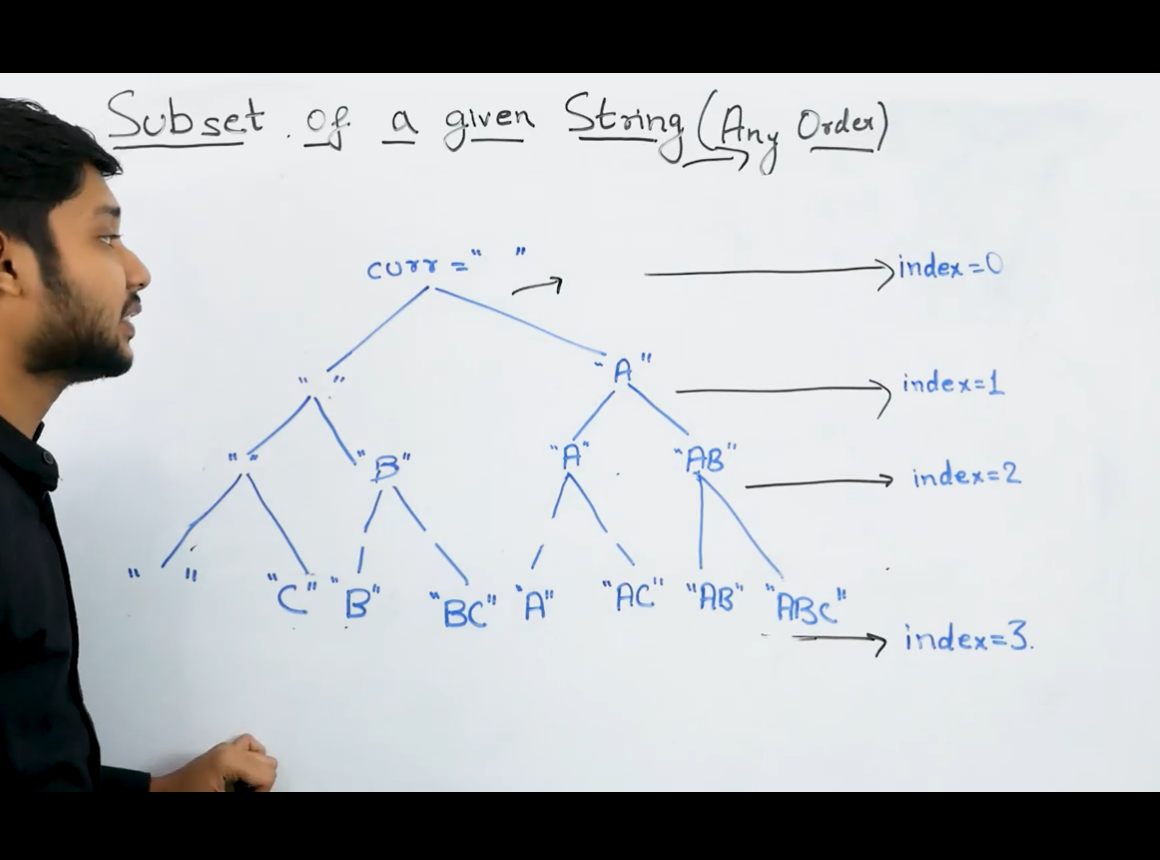 Subset of a given String (Any Order)
curr = " " index=0
" " "A" index=1
" " "B" "A" "AB" index=2
" " "C" "B" "BC" "A" "AC" "AB" "ABC"
index=3.